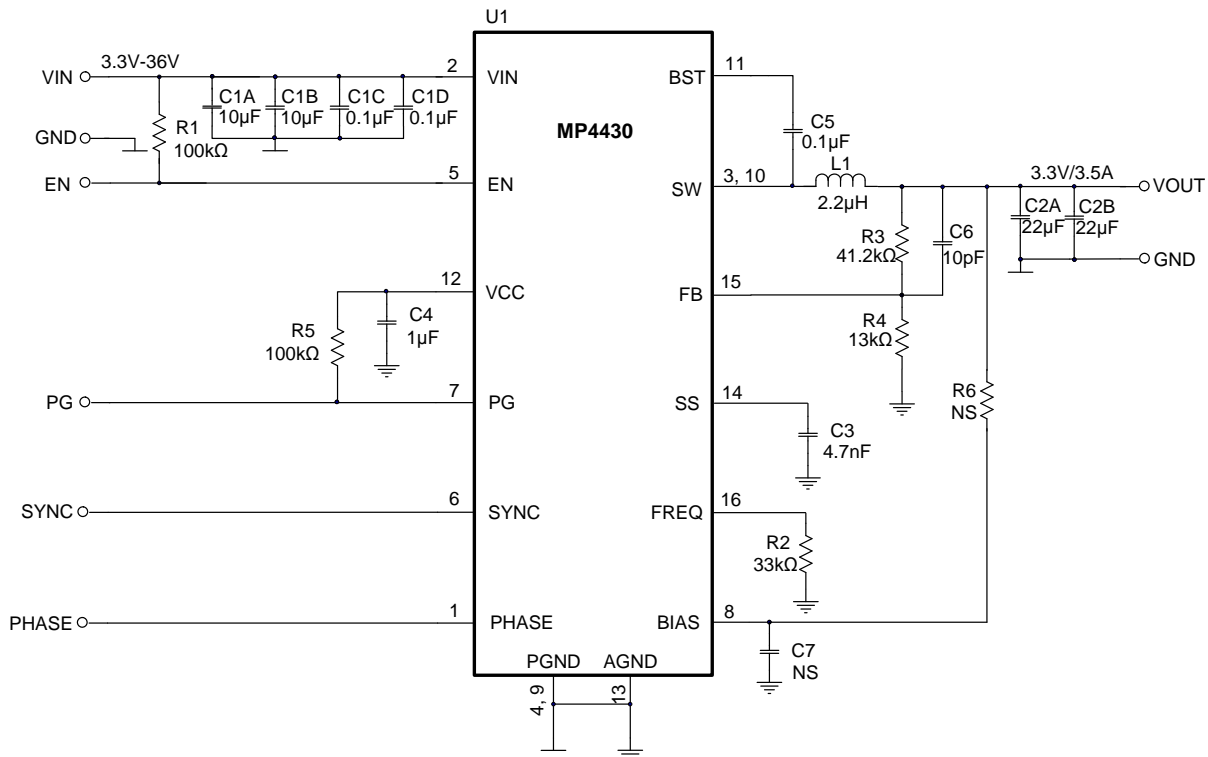 U1
MP4430
3.3V-36V
VIN
GND
EN
R1
100kΩ
C1A
10µF
C1B
10µF
C1C
0.1µF
C1D
0.1µF
2
VIN
5
EN
12
VCC
C4
1µF
R5
100kΩ
PG
7
PG
SYNC
6
SYNC
PHASE
1
PHASE
PGND
AGND
4, 9
13
BST
11
C5
0.1µF
SW
3, 10
L1
2.2µH
3.3V/3.5A
VOUT
C2A
22µF
C2B
22µF
GND
R3
41.2kΩ
C6
10pF
FB
15
R4
13kΩ
R6
NS
SS
14
C3
4.7nF
FREQ
16
R2
33kΩ
BIAS
8
C7
NS